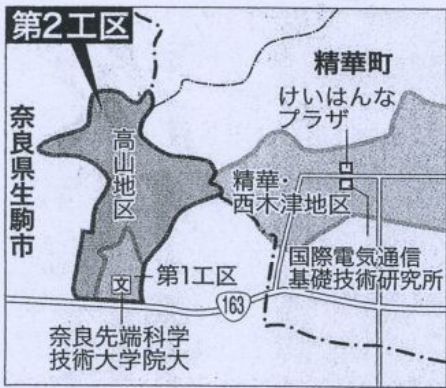 第2工区
奈良県生駒市
高山地区
精華町
けいはんな
プラザ
精華・
西木津地区
国際電気通信
基礎技術研究所
第1工区
文
163
奈良先端科学
技術大学院大